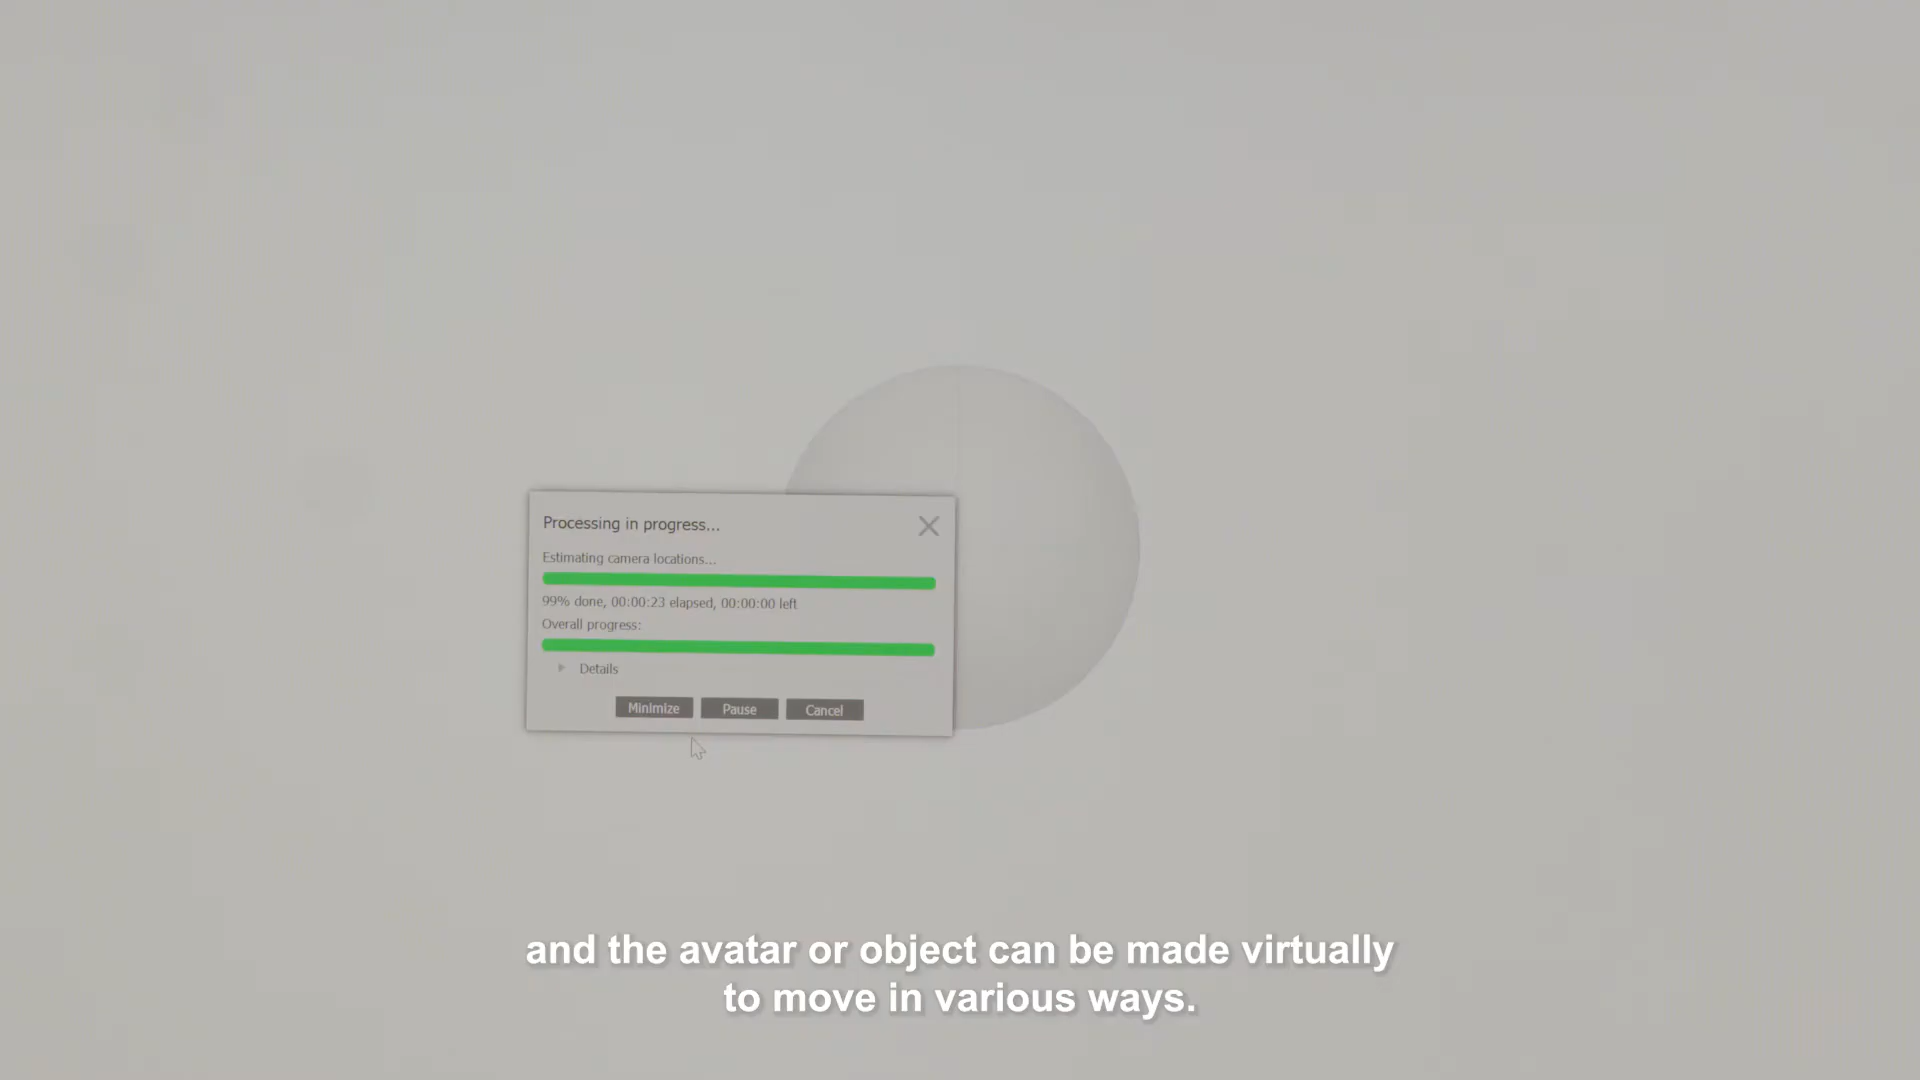 Processing in progress...
Estimating camera locations...
99% done, 00:00:23 elapsed, 00:00:00 left
Overall progress:
Details
Minimize Pause Cancel
and the avatar or object can be made virtually
to move in various ways.